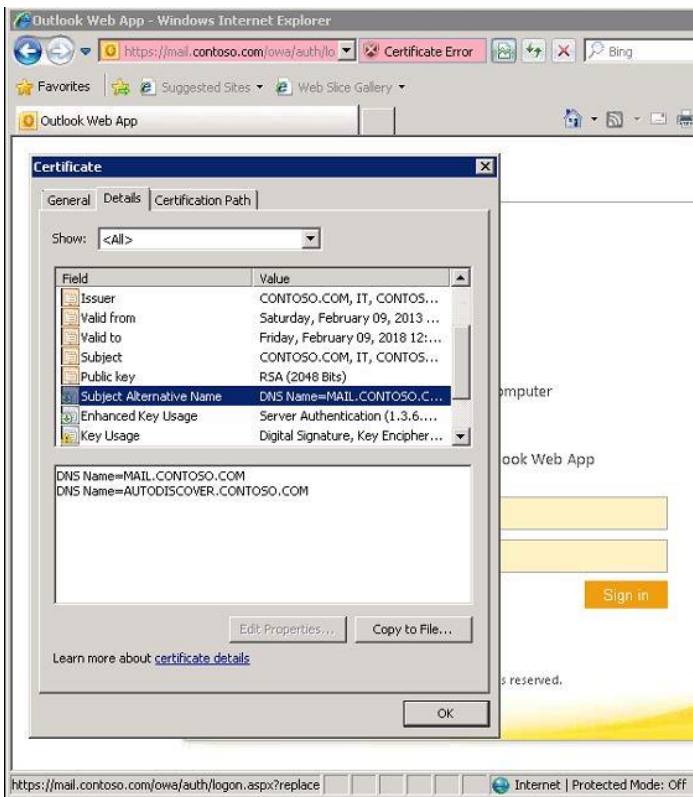 Outlook Web App - Windows Internet Explorer
https://mail.contoso.com/owa/auth/lo Certificate Error Bing
Favorites Suggested Sites Web Slice Gallery
Outlook Web App
Certificate
General Details Certification Path
Show: <All>
Field Value
Issuer CONTOSO.COM, IT, CONTOS...
Valid from Saturday, February 09, 2013 ...
Valid to Friday, February 09, 2018 12:...
Subject CONTOSO.COM, IT, CONTOS...
Public key RSA (2048 Bits)
Subject Alternative Name DNS Name=MAIL.CONTOSO.C...
Enhanced Key Usage Server Authentication (1.3.6....
Key Usage Digital Signature, Key Encipher...
omputer
ook Web App
DNS Name=MAIL.CONTOSO.COM
DNS Name=AUTODISCOVER.CONTOSO.COM
Sign in
Edit Properties... Copy to File...
Learn more about certificate details
s reserved.
OK
https://mail.contoso.com/owa/auth/logon.aspx?replace Internet | Protected Mode: Off